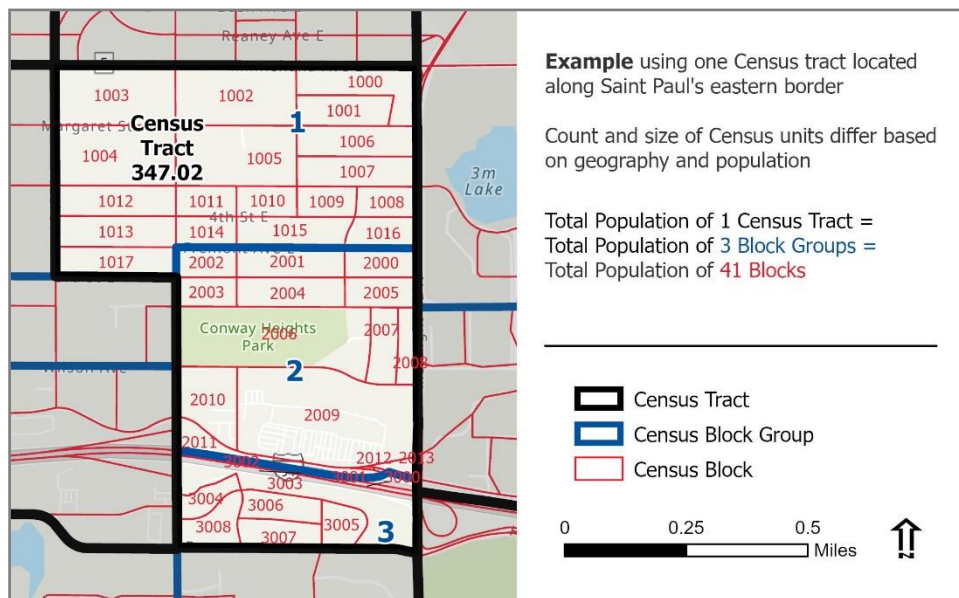 Reaney Ave E
1000
1003
1002
1001
1
Margaret St
Census
Tract
347.02
1006
1004
1005
1007
3m
Lake
1012
1011
1010
1009
1008
4th St E
1013
1014
1015
1016
Fremont Ave E
1017
2002
2001
2000
2003
2004
2005
Conway Heights
Park
2006
2007
2008
Wilson Ave
2
2010
2009
2011
2012
2013
3002
3001
3000
3003
3004
3006
3005
3008
3007
3
Example using one Census tract located
along Saint Paul's eastern border
Count and size of Census units differ based
on geography and population
Total Population of 1 Census Tract =
Total Population of 3 Block Groups =
Total Population of 41 Blocks
Census Tract
Census Block Group
Census Block
0 0.25 0.5
Miles
N